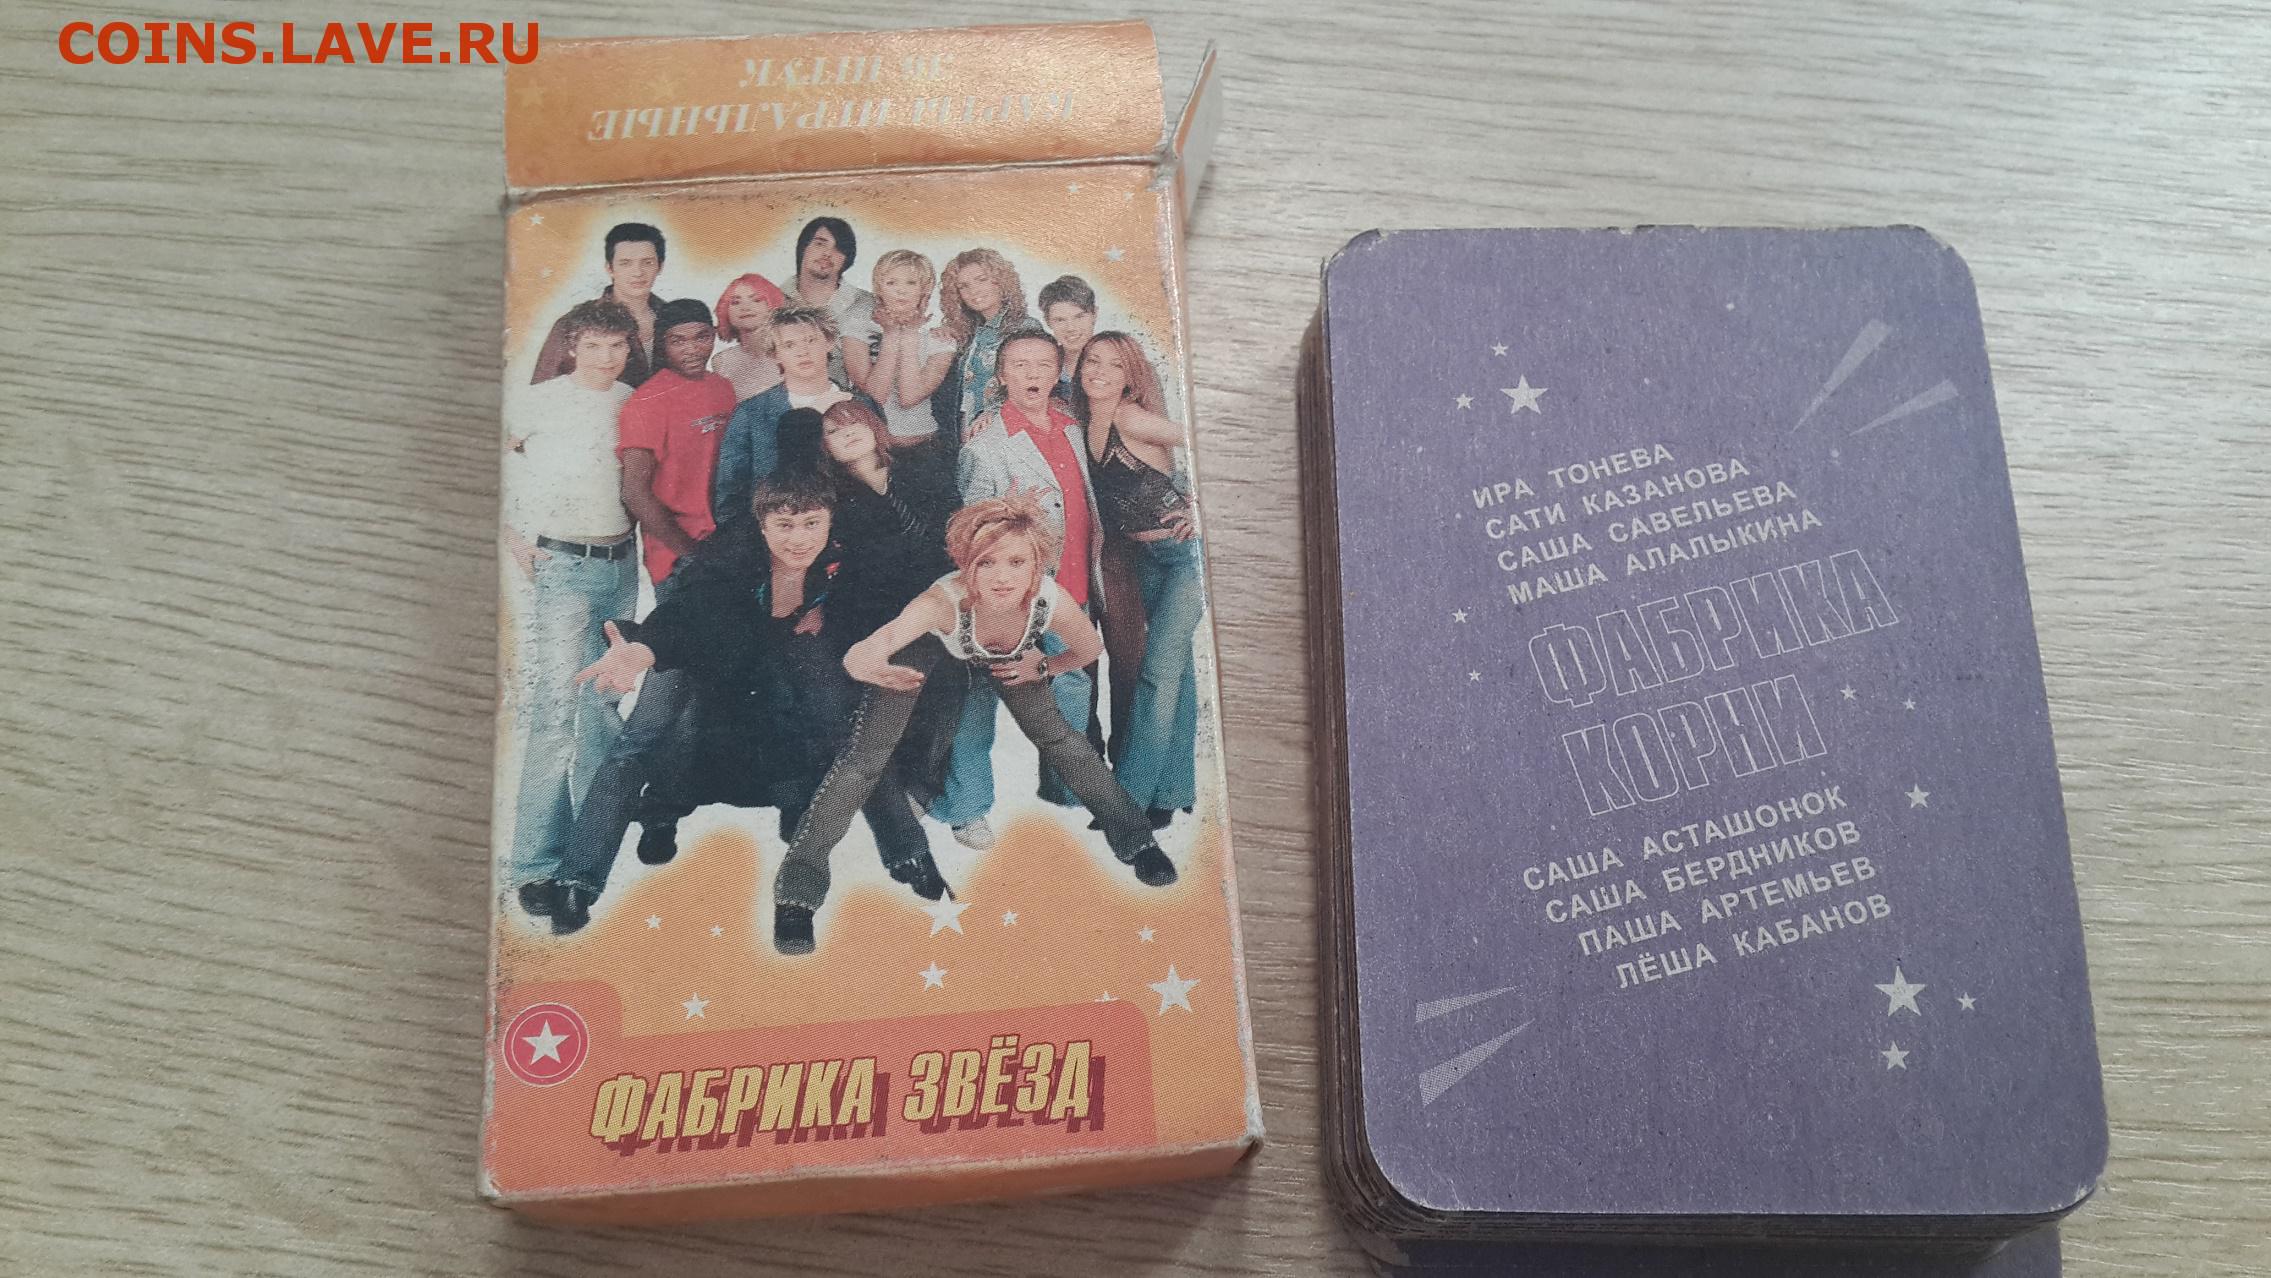 COINS.LAVE.RU
КАРТЫ ИГРАЛЬНЫЕ
36 ШТУК
ФАБРИКА ЗВЁЗД
ИРА ТОНЕВА
САТИ КАЗАНОВА
САША САВЕЛЬЕВА
МАША АЛАЛЫКИНА
ФАБРИКА
КОРНИ
САША АСТАШОНОК
САША БЕРДНИКОВ
ПАША АРТЕМЬЕВ
ЛЁША КАБАНОВ